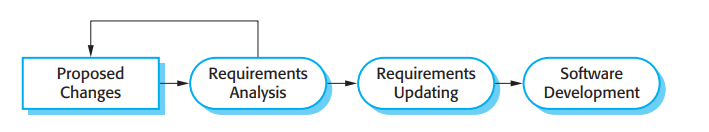 Proposed
Changes
Requirements
Analysis
Requirements
Updating
Software
Development